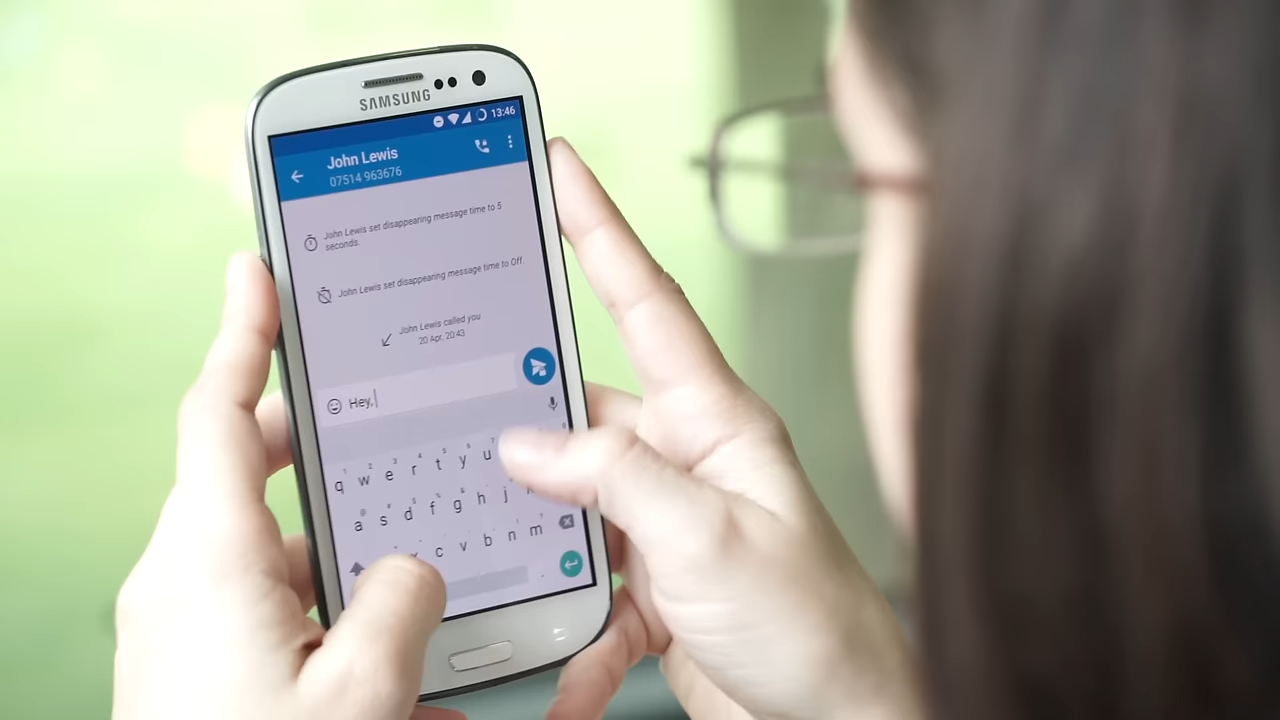 SAMSUNG
13:46
John Lewis
07514 963676
John Lewis set disappearing message time to 5
seconds.
John Lewis set disappearing message time to Off
John Lewis called you
20 Apr, 20:43
Hey,
q w e r t y u
a s d f g h j
c v b n m